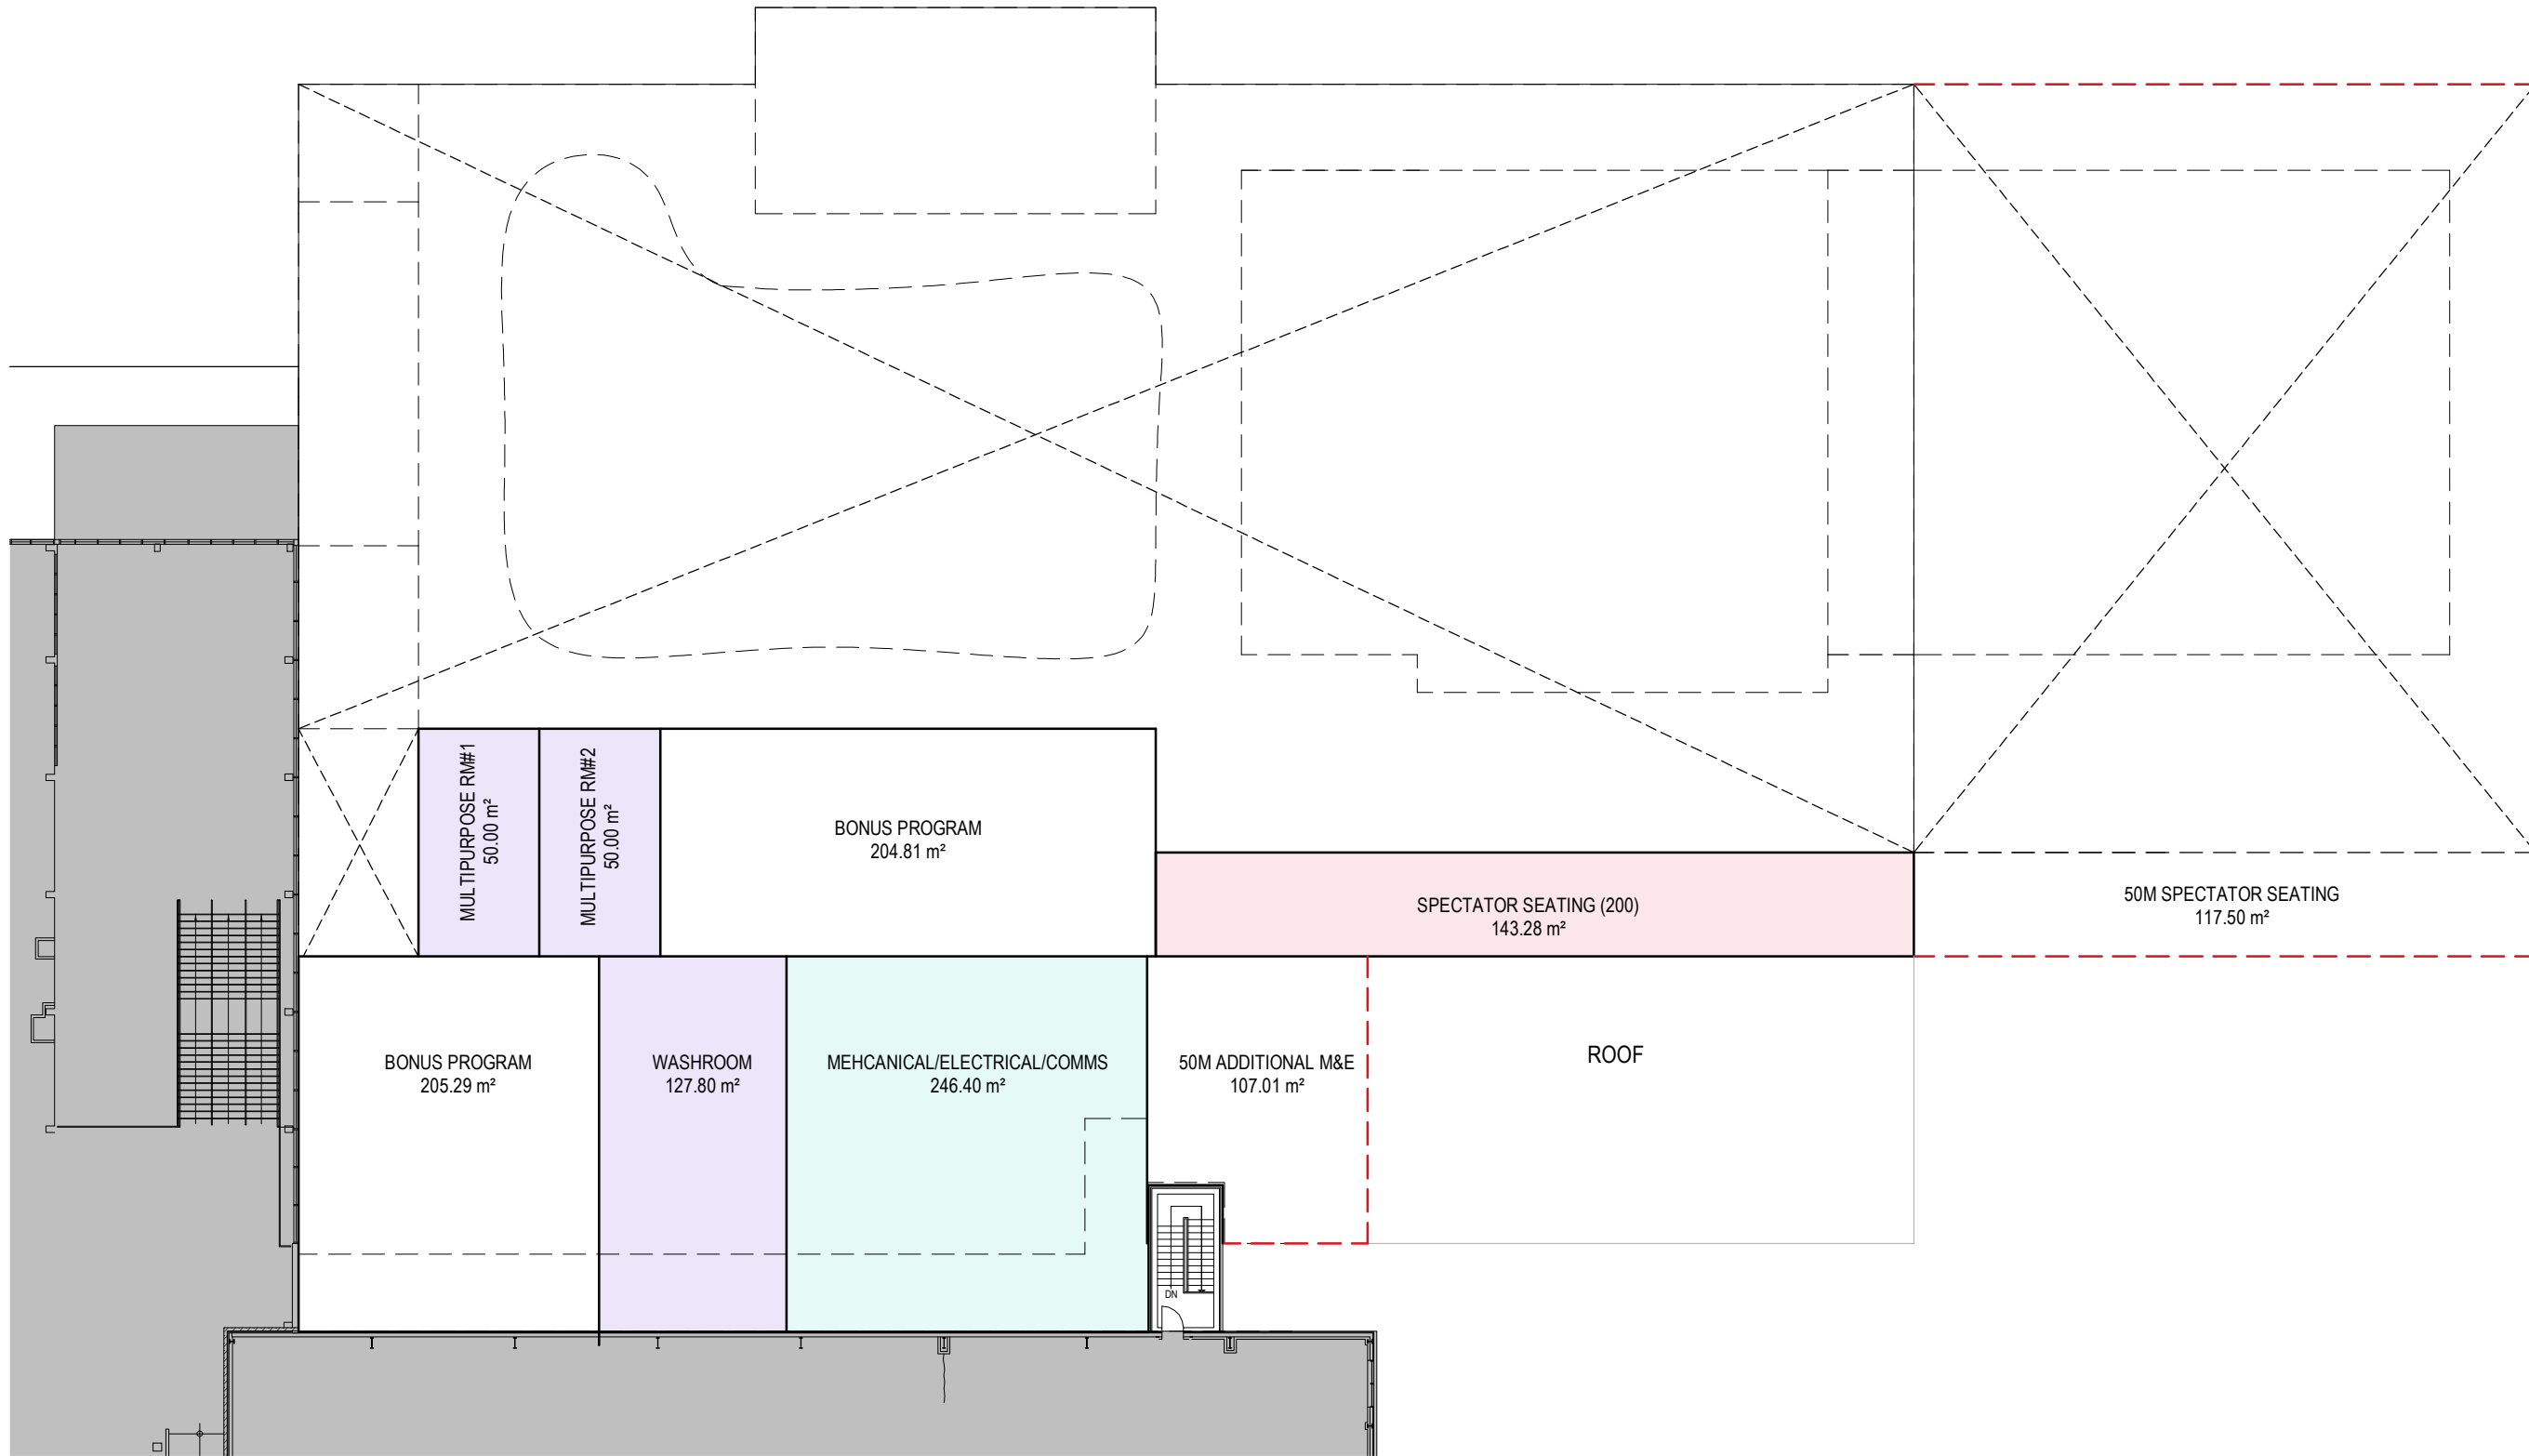 MULTIPURPOSE RM#1
50.00 m²
MULTIPURPOSE RM#2
50.00 m²
BONUS PROGRAM
204.81 m²
SPECTATOR SEATING (200)
143.28 m²
50M SPECTATOR SEATING
117.50 m²
BONUS PROGRAM
205.29 m²
WASHROOM
127.80 m²
MEHCANICAL/ELECTRICAL/COMMS
246.40 m²
50M ADDITIONAL M&E
107.01 m²
ROOF
DN